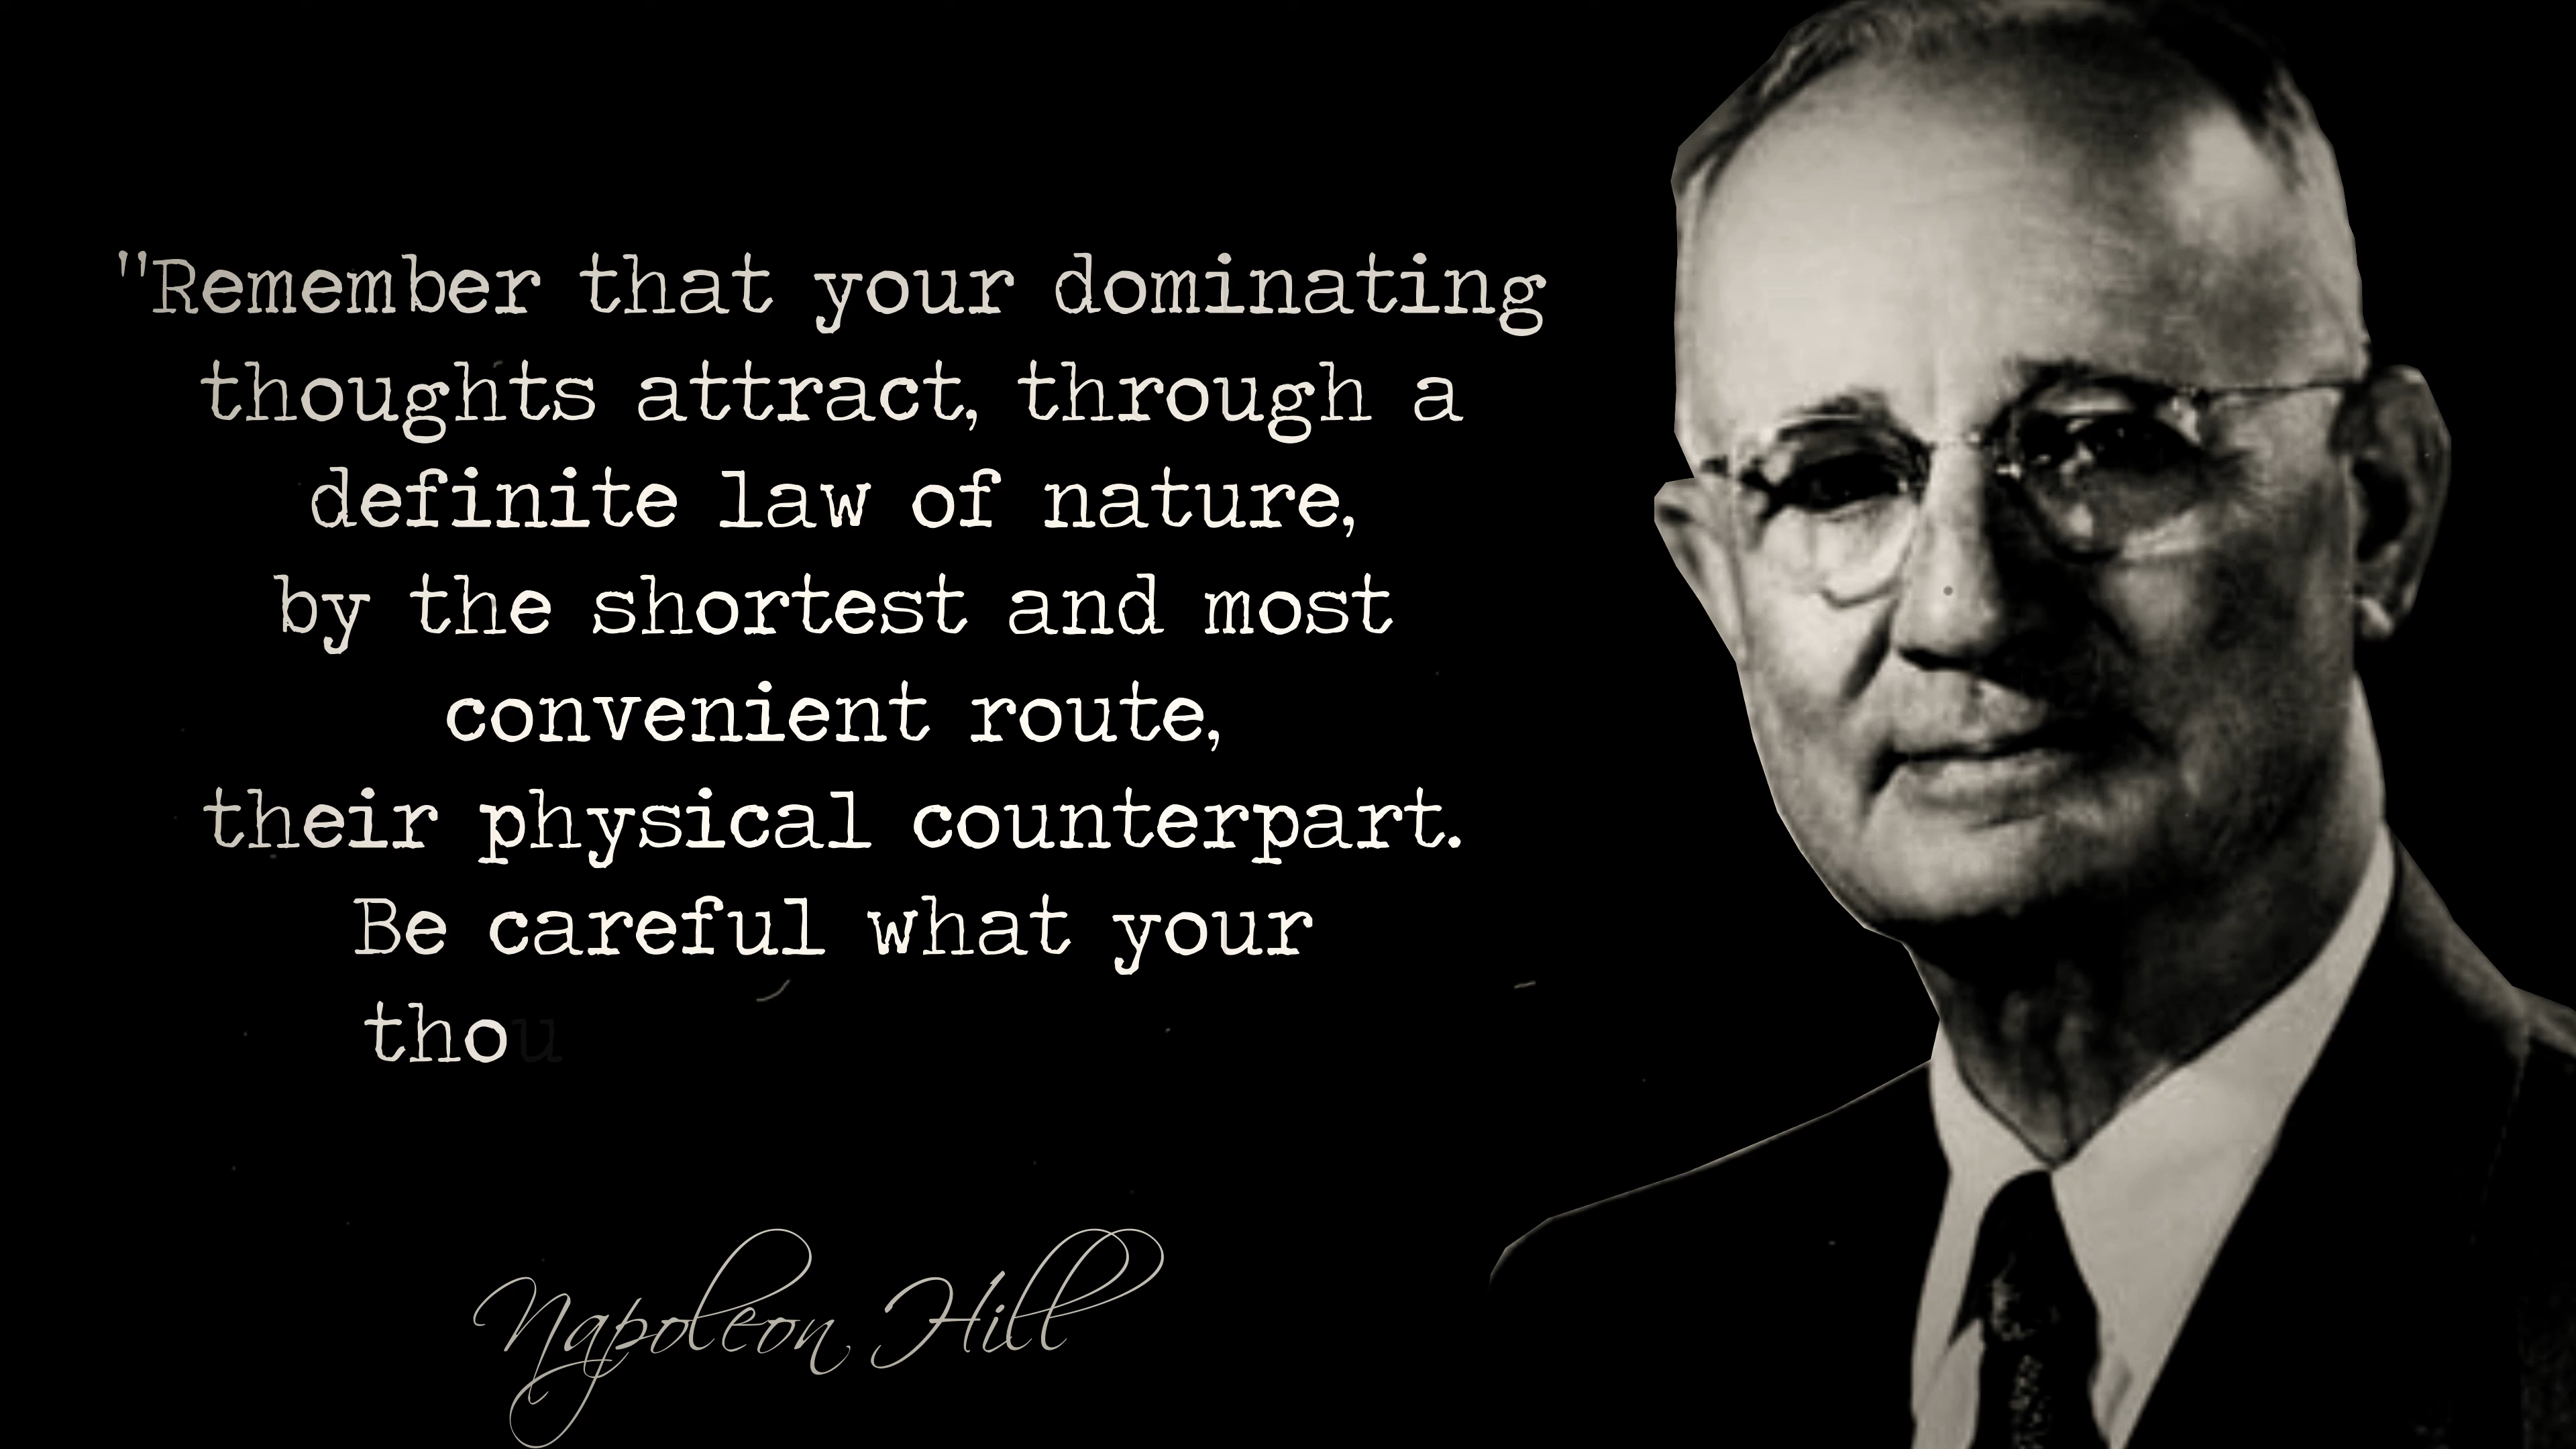 "Remember that your dominating
thoughts attract, through a
definite law of nature,
by the shortest and most
convenient route,
their physical counterpart.
Be careful what your
thou
Napoleon Hill